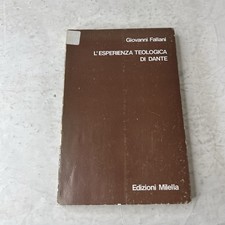 Giovanni Fallani
L'ESPERIENZA TEOLOGICA
DI DANTE
Edizioni Milella